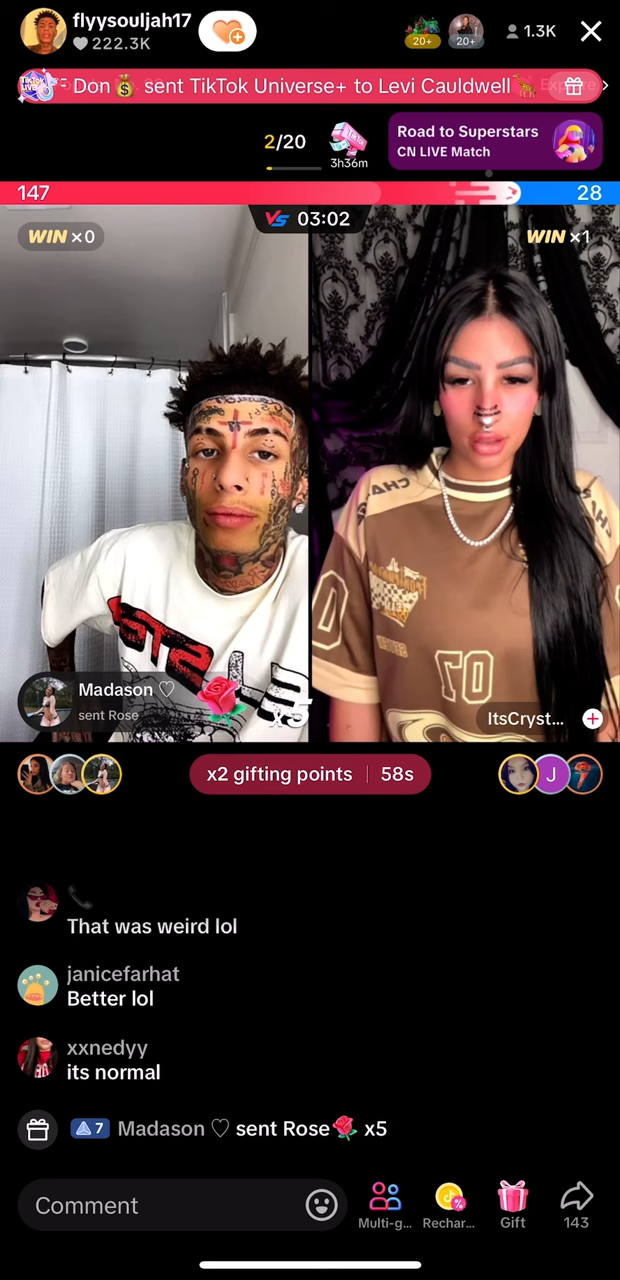 flyysouljah17
222.3K
20+
20+
1.3K
Don 💰 sent TikTok Universe+ to Levi Cauldwell🦒
2/20
3h36m
Road to Superstars
CN LIVE Match
147
28
VS 03:02
WIN x0
WIN x1
07
Madason ♡
sent Rose
x5
ItsCryst...
x2 gifting points | 58s
📞
That was weird lol
janicefarhat
Better lol
xxnedyy
its normal
7 Madason ♡ sent Rose🌹 x5
Comment
Multi-g...
Rechar...
Gift
143